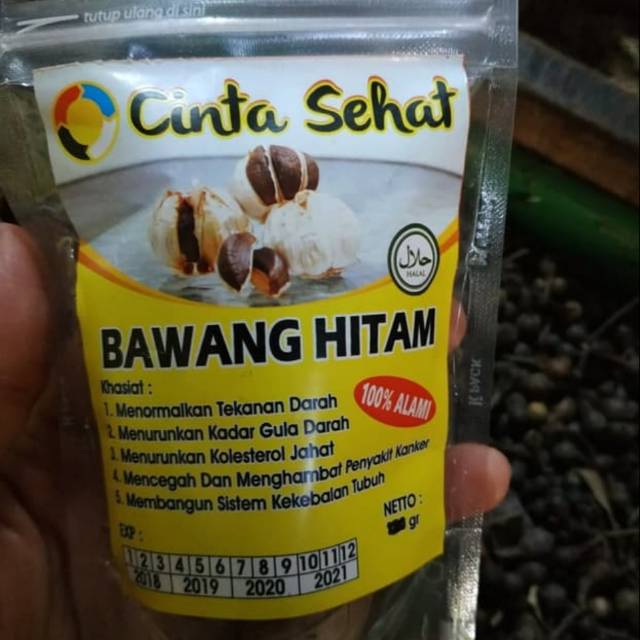 tutup ulang di sini
Cinta Sehat
حلال
HALAL
BAWANG HITAM
Khasiat :
100% ALAMI
1. Menormalkan Tekanan Darah
2. Menurunkan Kadar Gula Darah
3. Menurunkan Kolesterol Jahat
4. Mencegah Dan Menghambat Penyakit Kanker
5. Membangun Sistem Kekebalan Tubuh
NETTO :
gr
EXP :
1 2 3 4 5 6 7 8 9 10 11 12
2018 2019 2020 2021